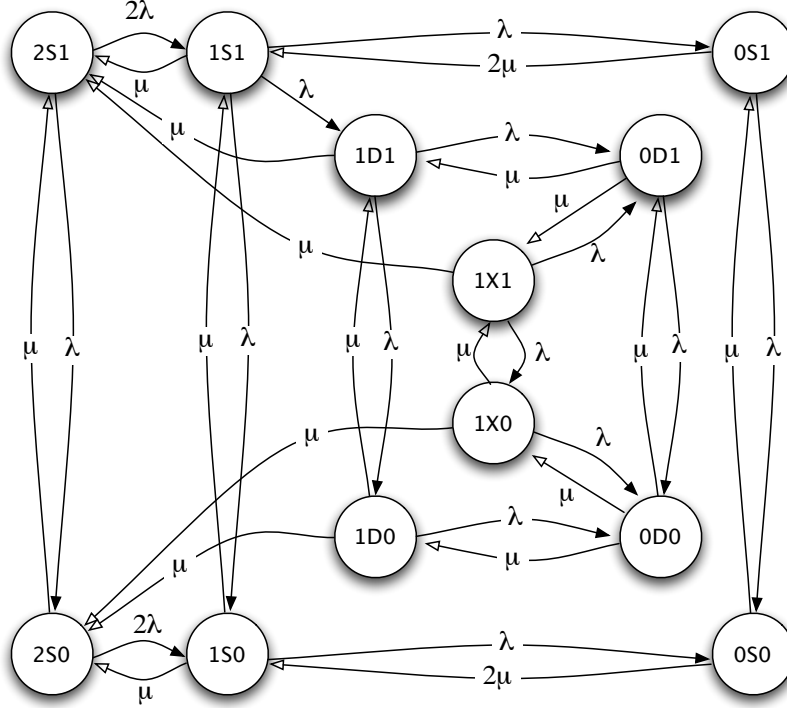 2λ
λ
2S1
1S1
0S1
μ
2μ
λ
μ
λ
1D1
0D1
μ
μ
μ
1X1
λ
μ
λ
μ
λ
μ
λ
μ
λ
μ
λ
μ
λ
1X0
μ
λ
μ
λ
1D0
0D0
μ
μ
2λ
λ
2S0
1S0
0S0
2μ
μ